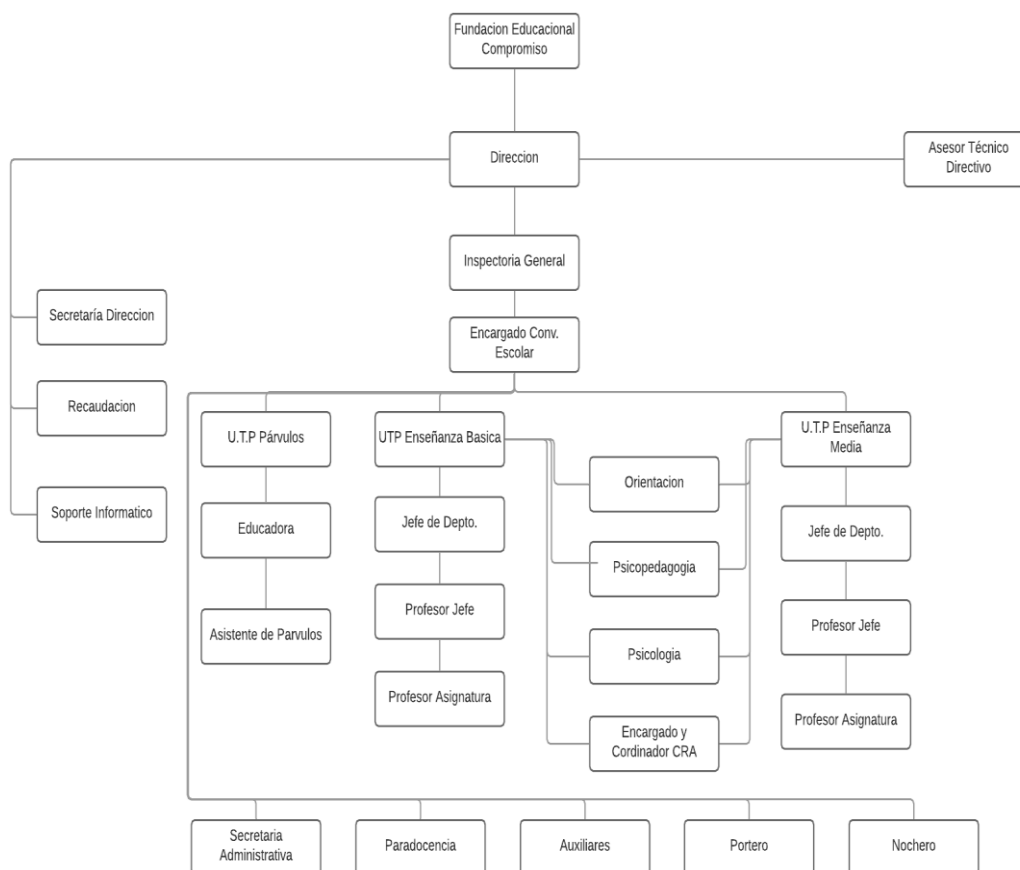 Fundacion Educacional
Compromiso
Direccion
Asesor Técnico
Directivo
Inspectoria General
Secretaría Direccion
Encargado Conv.
Escolar
Recaudacion
U.T.P Párvulos
UTP Enseñanza Basica
U.T.P Enseñanza
Media
Orientacion
Soporte Informatico
Educadora
Jefe de Depto.
Jefe de Depto.
Psicopedagogia
Asistente de Parvulos
Profesor Jefe
Profesor Jefe
Psicologia
Profesor Asignatura
Profesor Asignatura
Encargado y
Cordinador CRA
Secretaria
Administrativa
Paradocencia
Auxiliares
Portero
Nochero